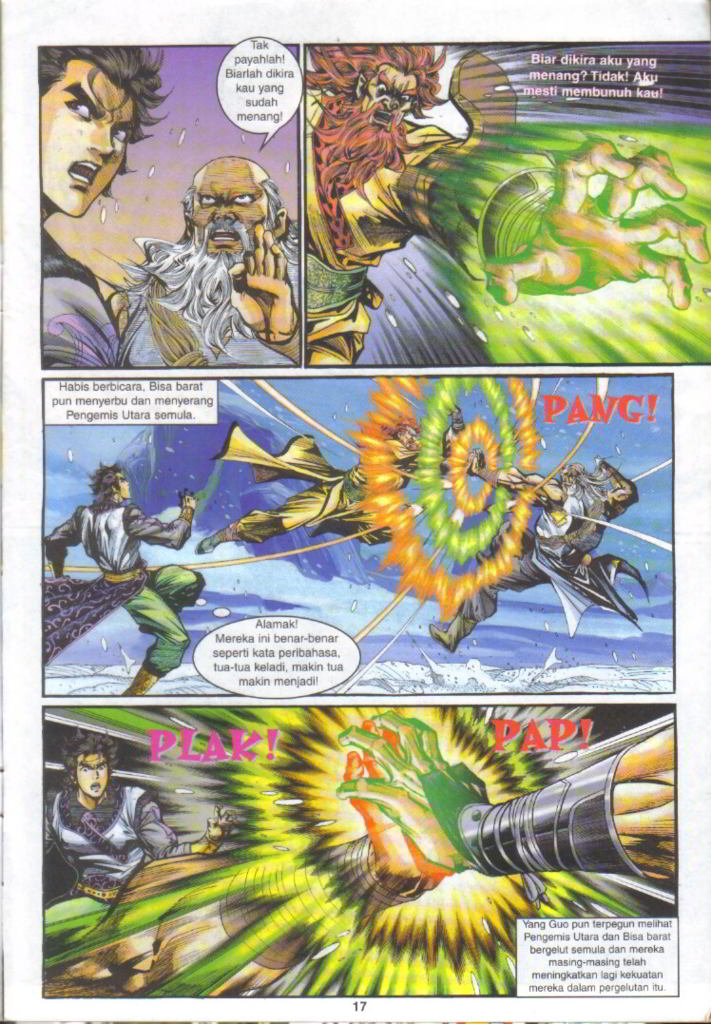 Tak
payahlah!
Biarlah dikira
kau yang
sudah
menang!
Biar dikira aku yang
menang? Tidak! Aku
mesti membunuh kau!
Habis berbicara, Bisa barat
pun menyerbu dan menyerang
Pengemis Utara semula.
PANG!
Alamak!
Mereka ini benar-benar
seperti kata peribahasa,
tua-tua keladi, makin tua
makin menjadi!
PLAK!
PAP!
Yang Guo pun terpegun melihat
Pengemis Utara dan Bisa barat
bergelut semula dan mereka
masing-masing telah
meningkatkan lagi kekuatan
mereka dalam pergelutan itu.
17